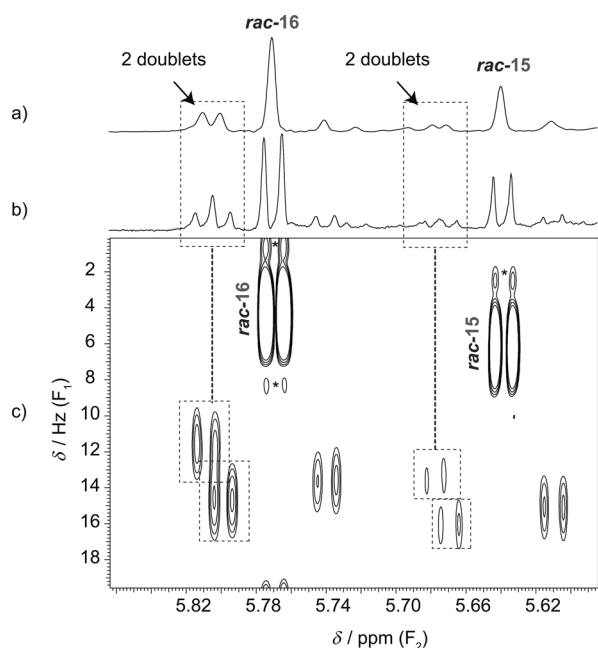 rac-16
2 doublets
2 doublets
rac-15
a)
b)
c)
*
*
rac-16
rac-15
*
2
4
6
8
10
12
14
16
18
δ / Hz (F1)
5.82
5.78
5.74
5.70
5.66
5.62
δ / ppm (F2)